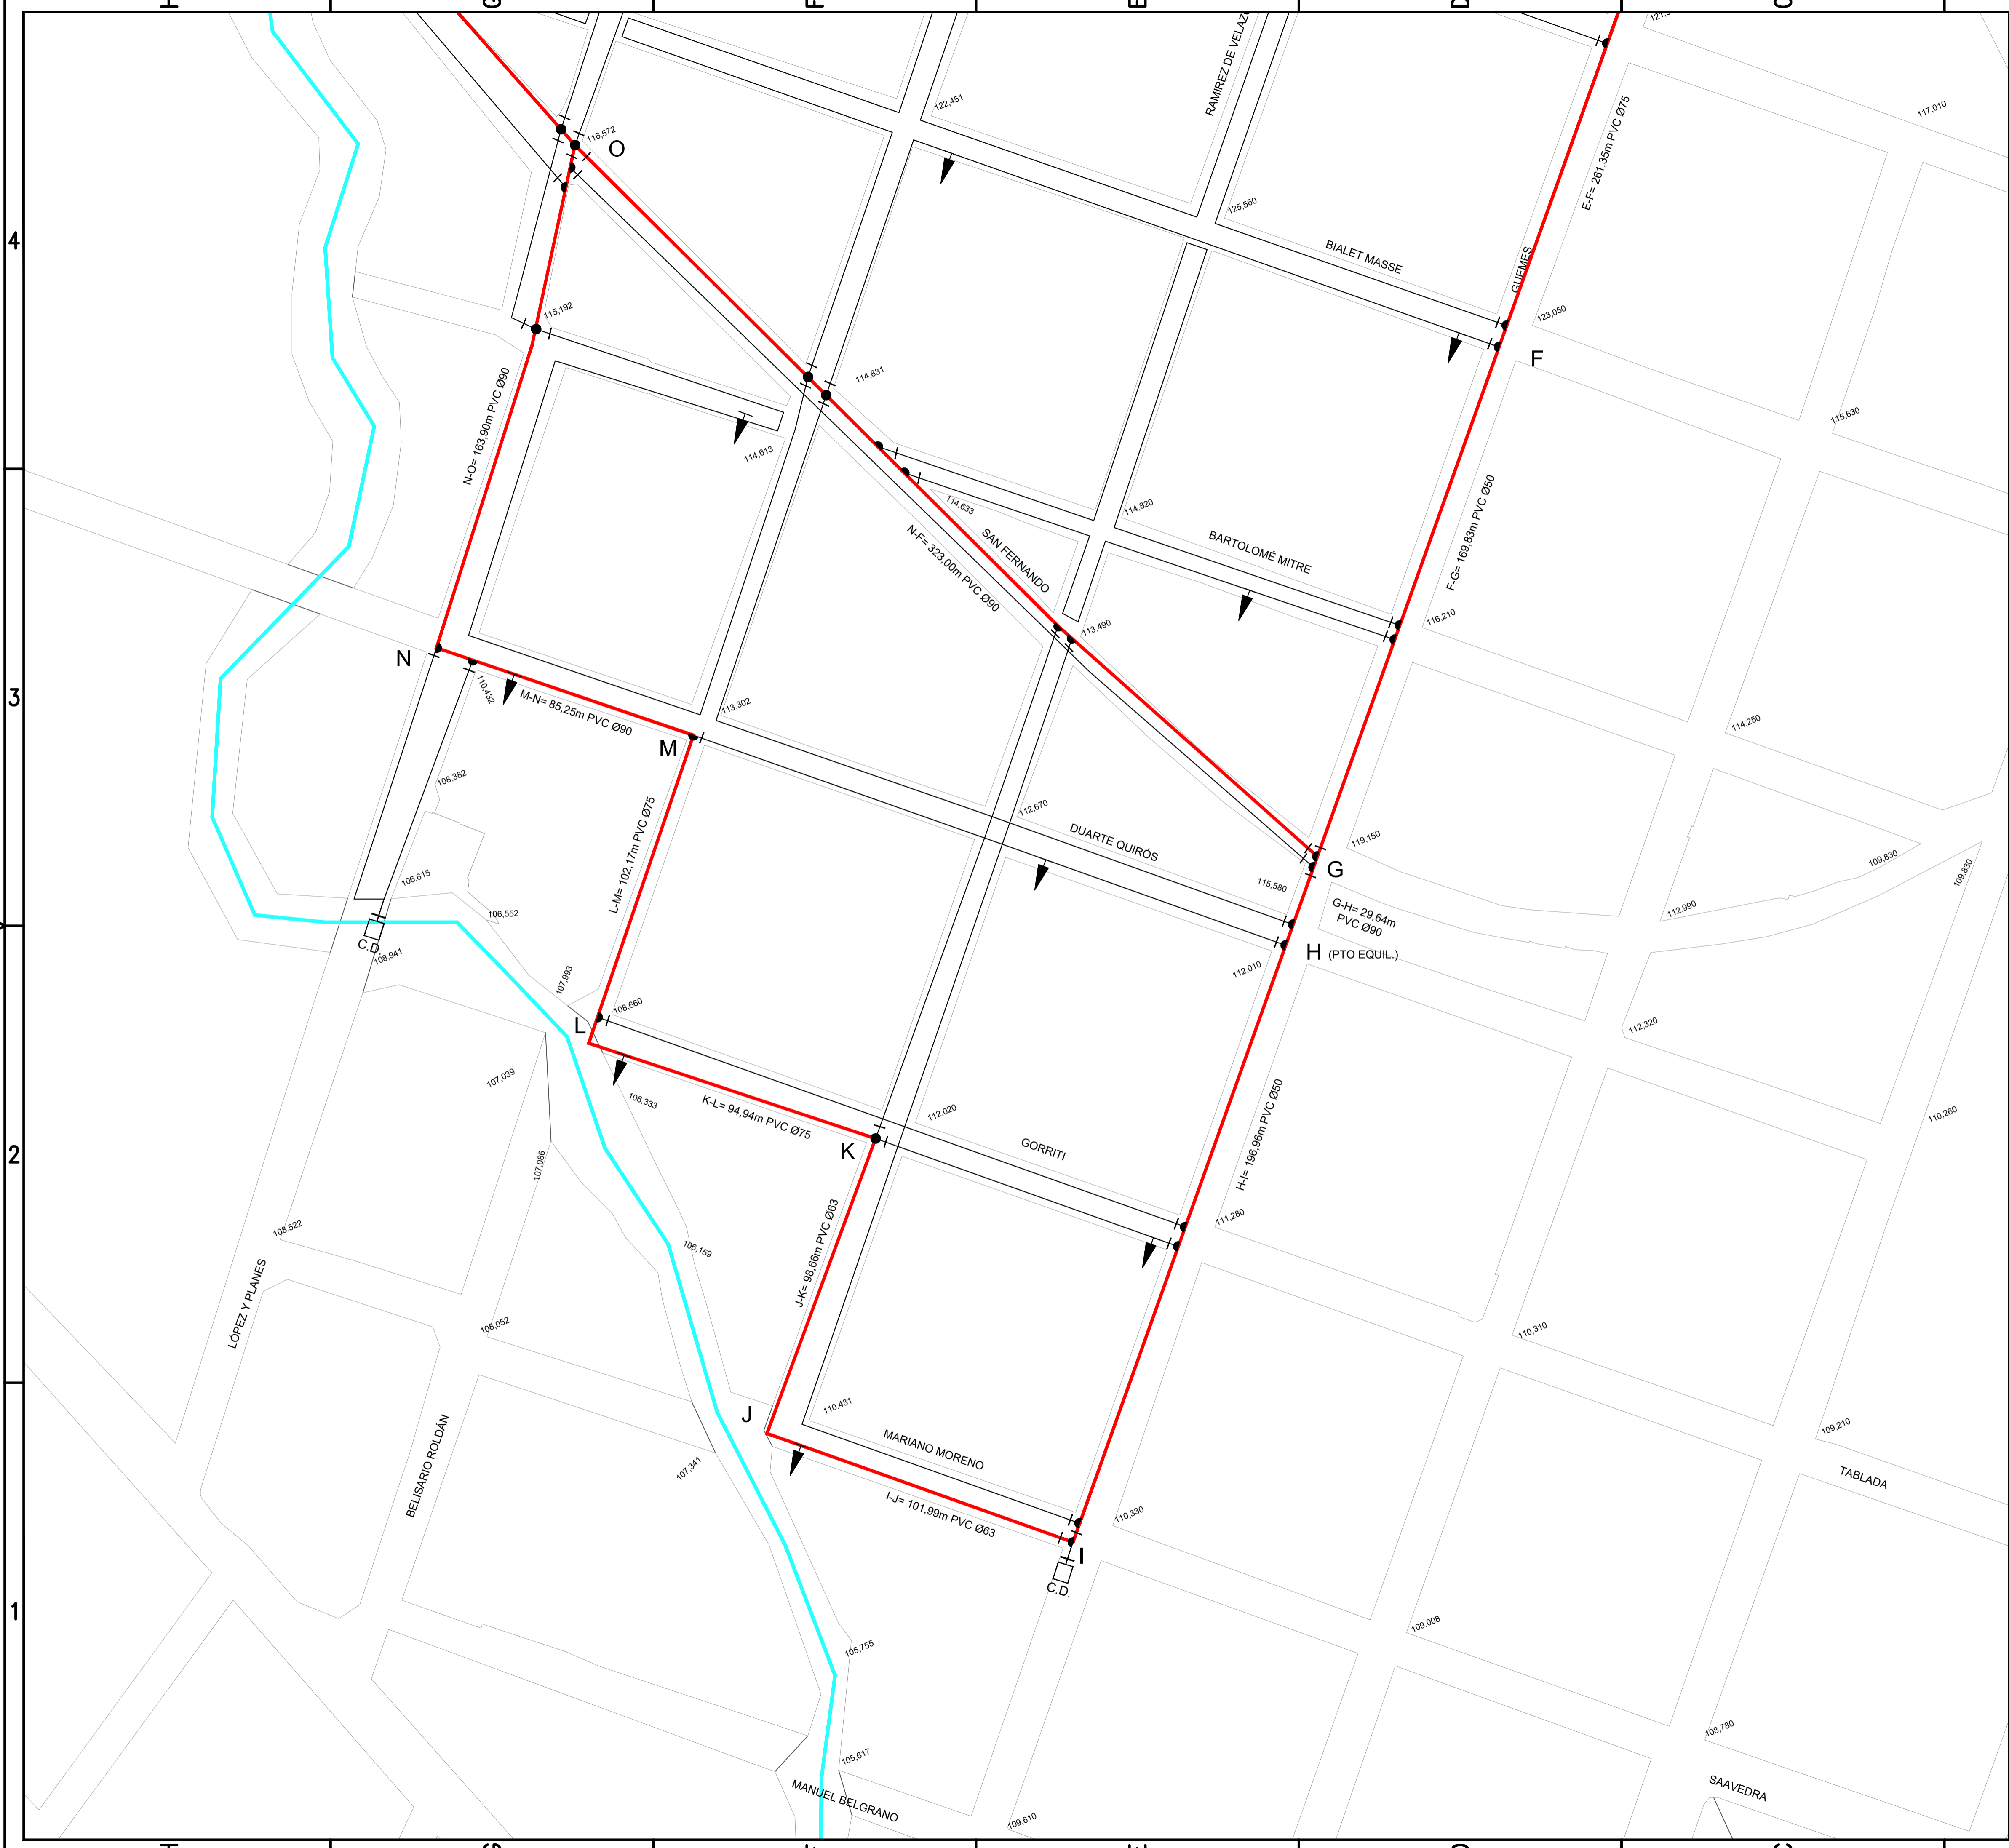 H
G
F
E
D
C
121,
RAMIREZ DE VELAZ
122,451
117,010
116,572
O
E-F= 261,35m PVC Ø75
4
125,560
BIALET MASSE
GUEMES
115,192
123,050
F
114,831
N-O= 163,90m PVC Ø90
115,630
114,613
114,633
114,820
SAN FERNANDO
N-F= 323,00m PVC Ø90
BARTOLOMÉ MITRE
F-G= 169,83m PVC Ø50
116,210
113,490
N
110,432
3
M-N= 85,25m PVC Ø90
113,302
M
114,250
108,382
112,670
DUARTE QUIRÓS
119,150
L-M= 102,17m PVC Ø75
109,830
109,830
106,615
G
115,580
106,552
G-H= 29,64m
PVC Ø90
112,990
C.D.
108,941
H (PTO EQUIL.)
112,010
107,993
108,660
L
112,320
107,039
106,333
K-L= 94,94m PVC Ø75
112,020
110,260
GORRITI
K
H-I= 196,96m PVC Ø50
2
107,086
108,522
111,280
106,159
J-K= 98,66m PVC Ø63
LÓPEZ Y PLANES
108,052
110,310
J
110,431
109,210
MARIANO MORENO
BELISARIO ROLDÁN
107,341
TABLADA
I-J= 101,99m PVC Ø63
110,330
I
C.D.
1
109,008
105,755
108,780
105,617
MANUEL BELGRANO
SAAVEDRA
109,610
H
G
F
E
D
C